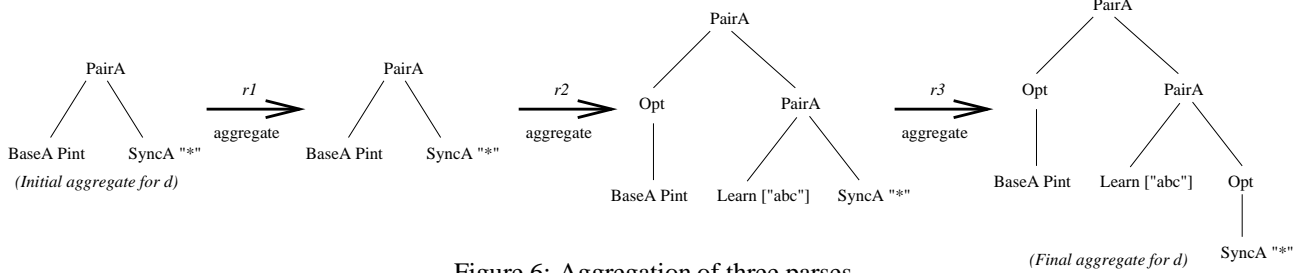 PairA
BaseA Pint SyncA "*"
(Initial aggregate for d)
r1
aggregate
PairA
BaseA Pint SyncA "*"
r2
aggregate
PairA
Opt PairA
BaseA Pint Learn ["abc"] SyncA "*"
r3
aggregate
PairA
Opt PairA
BaseA Pint Learn ["abc"] Opt
SyncA "*"
(Final aggregate for d)
Figure 6: Aggregation of three parses